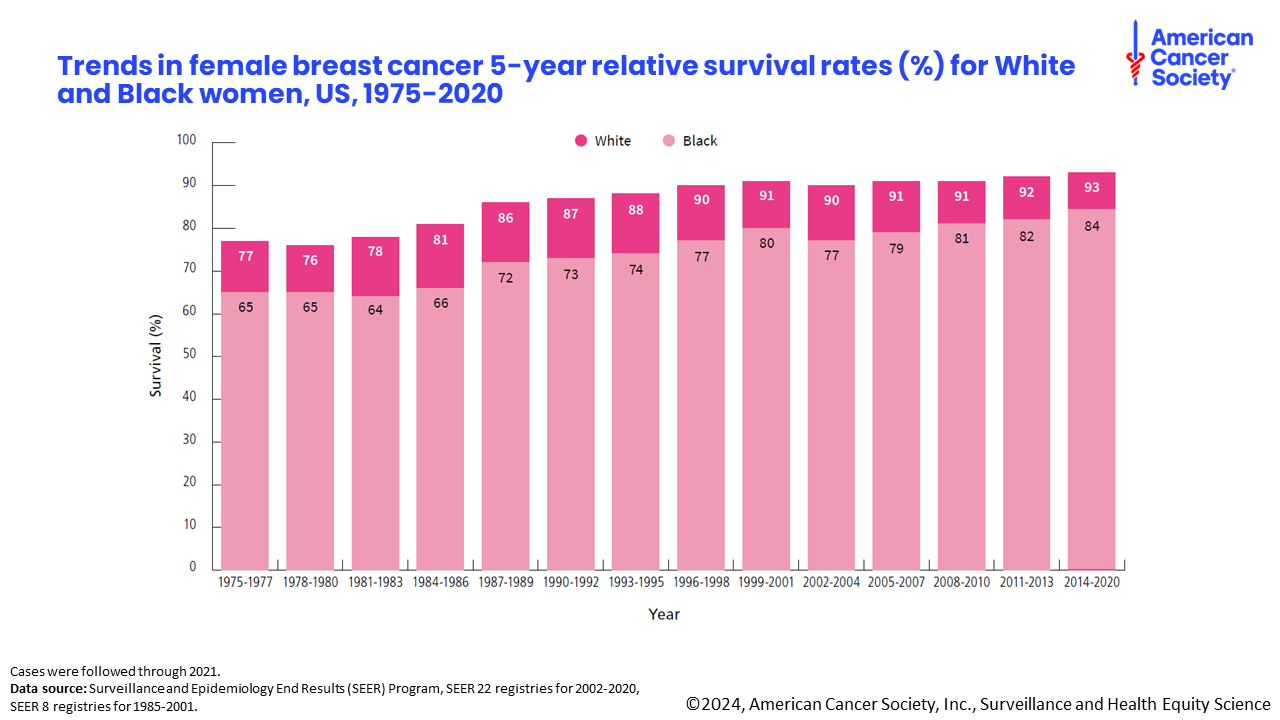 Trends in female breast cancer 5-year relative survival rates (%) for White
and Black women, US, 1975-2020
American
Cancer
Society®
White
Black
Survival (%)
100
90
80
70
60
50
40
30
20
10
0
77 76 78 81 86 87 88 90 91 90 91 91 92 93
65 65 64 66 72 73 74 77 80 77 79 81 82 84
1975-1977 1978-1980 1981-1983 1984-1986 1987-1989 1990-1992 1993-1995 1996-1998 1999-2001 2002-2004 2005-2007 2008-2010 2011-2013 2014-2020
Year
Cases were followed through 2021.
Data source: Surveillance and Epidemiology End Results (SEER) Program, SEER 22 registries for 2002-2020,
SEER 8 registries for 1985-2001.
©2024, American Cancer Society, Inc., Surveillance and Health Equity Science